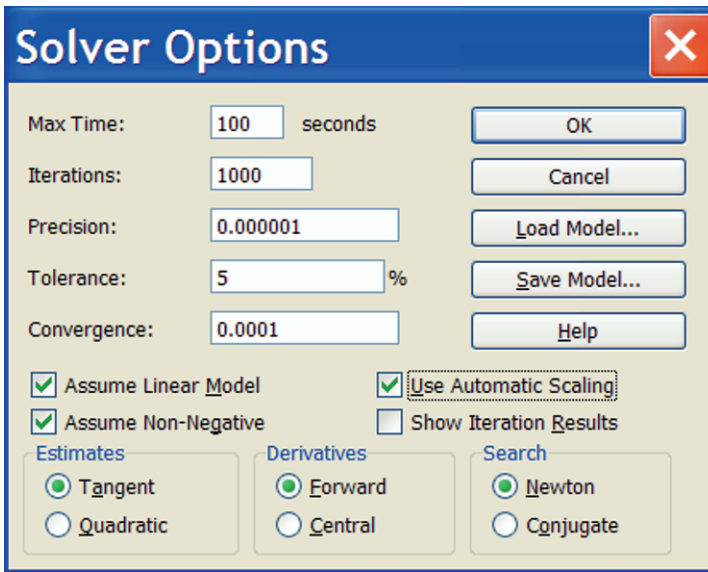 Solver Options
Max Time: 100 seconds
OK
Iterations: 1000
Cancel
Precision: 0.000001
Load Model...
Tolerance: 5 %
Save Model...
Convergence: 0.0001
Help
Assume Linear Model
Use Automatic Scaling
Assume Non-Negative
Show Iteration Results
Estimates
Tangent
Quadratic
Derivatives
Forward
Central
Search
Newton
Conjugate